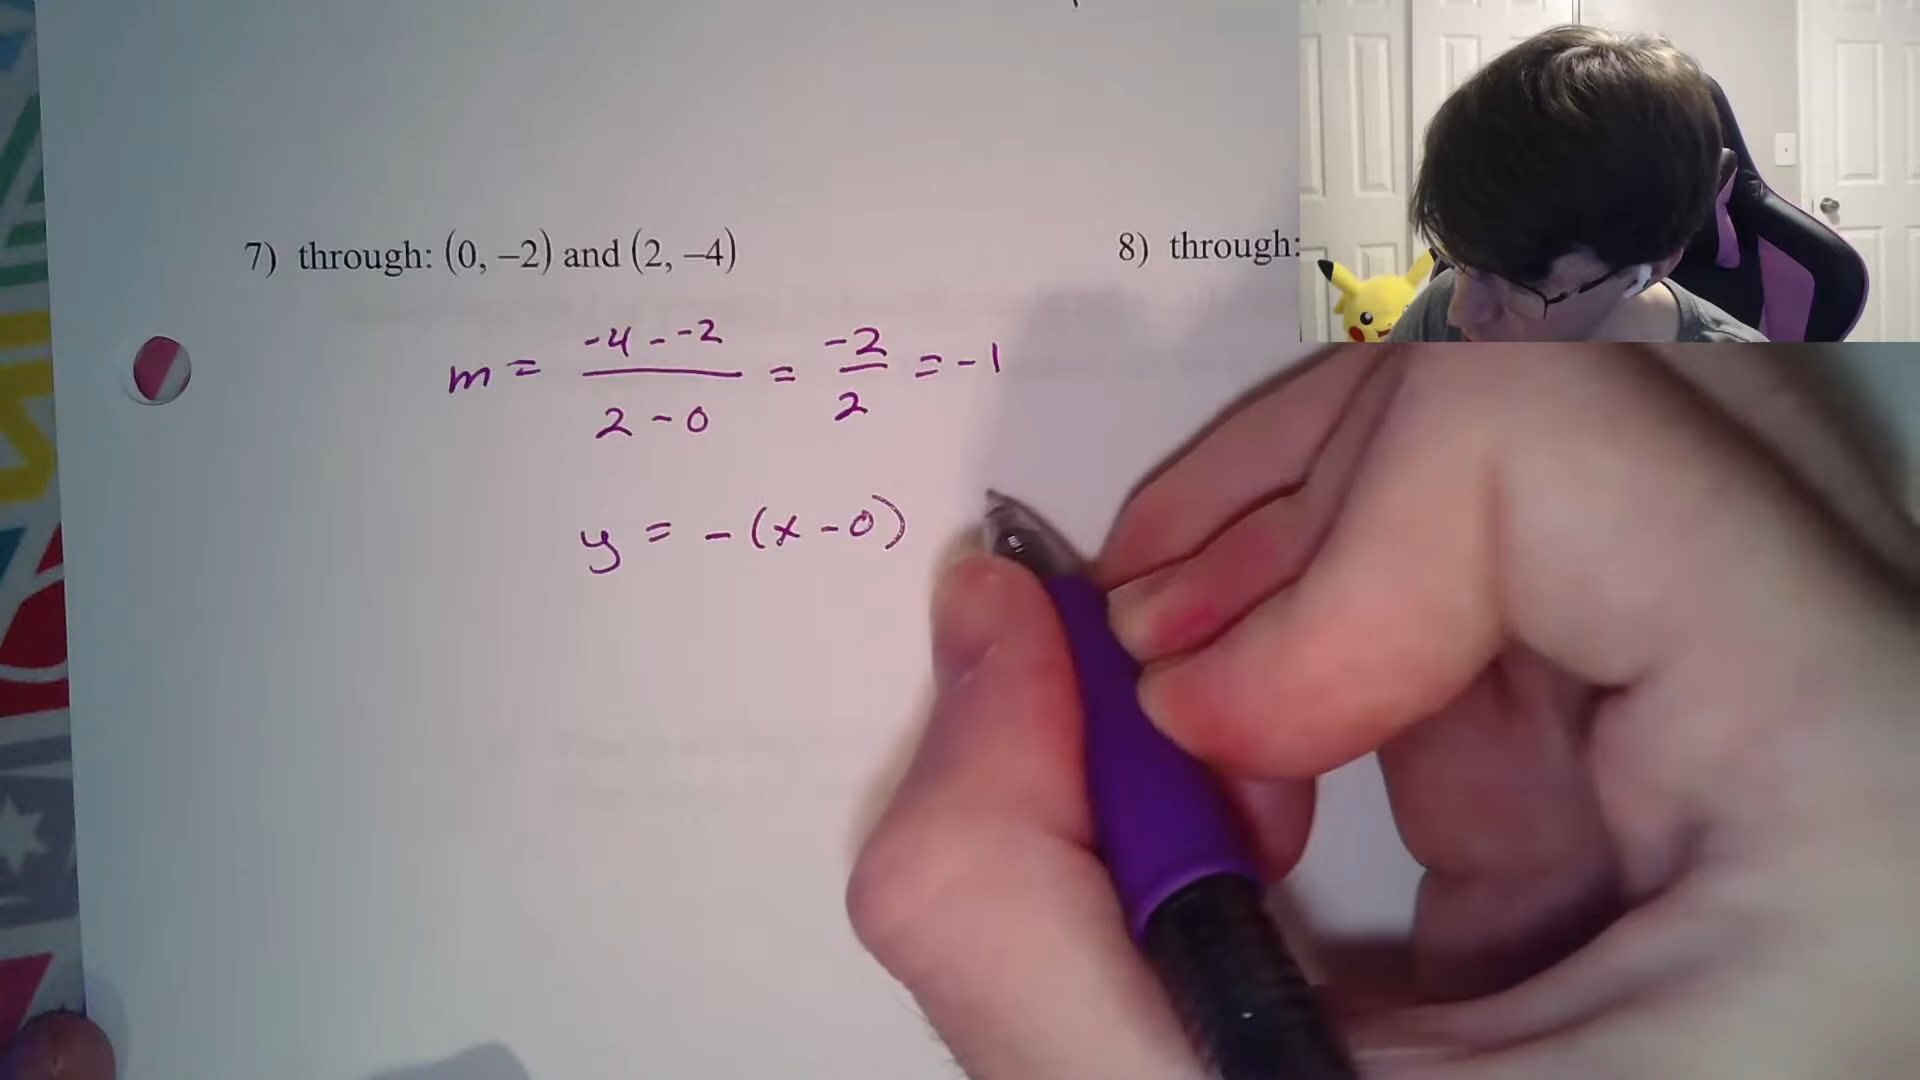 7) through: (0, –2) and (2, –4)
8) through:
m = -4 - -2 / 2 - 0 = -2 / 2 = -1
y = -(x - 0)